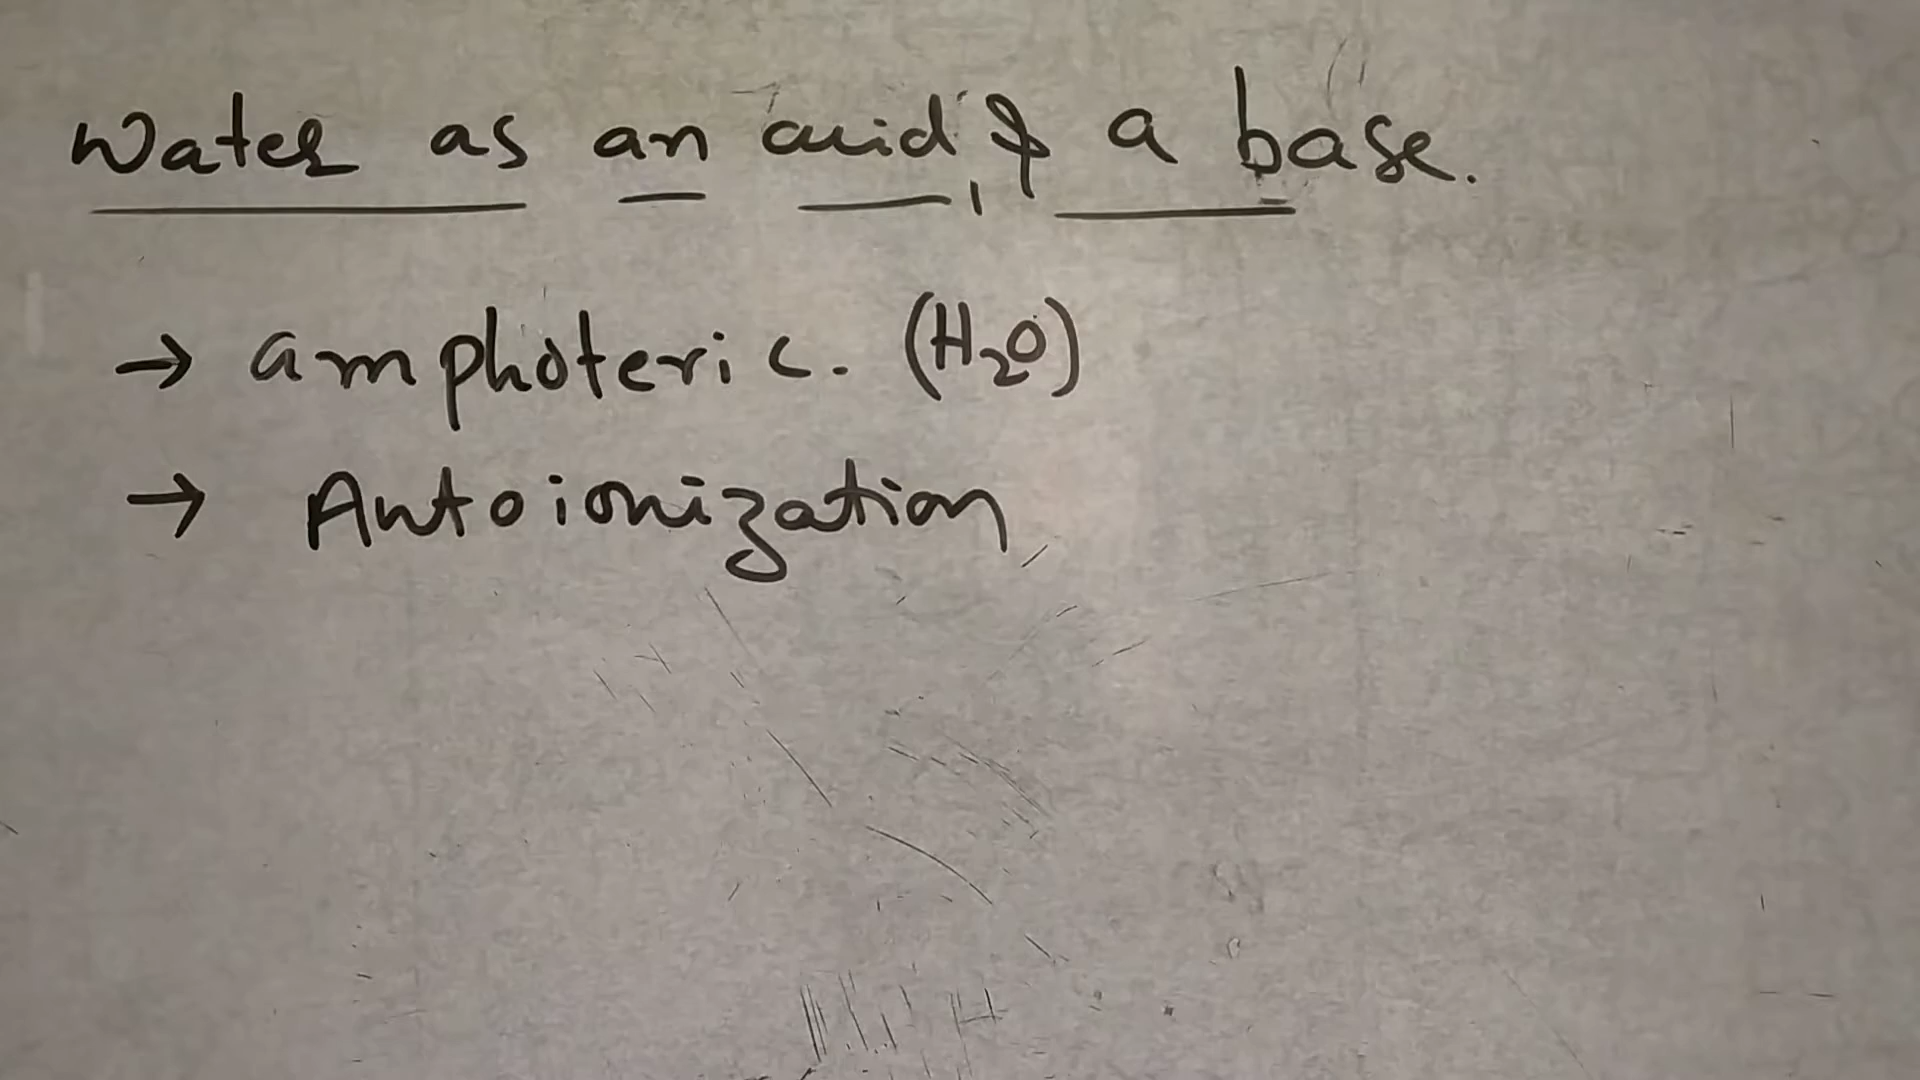 Water as an acid & a base.
→ amphoteric. (H₂O)
→ Autoionization